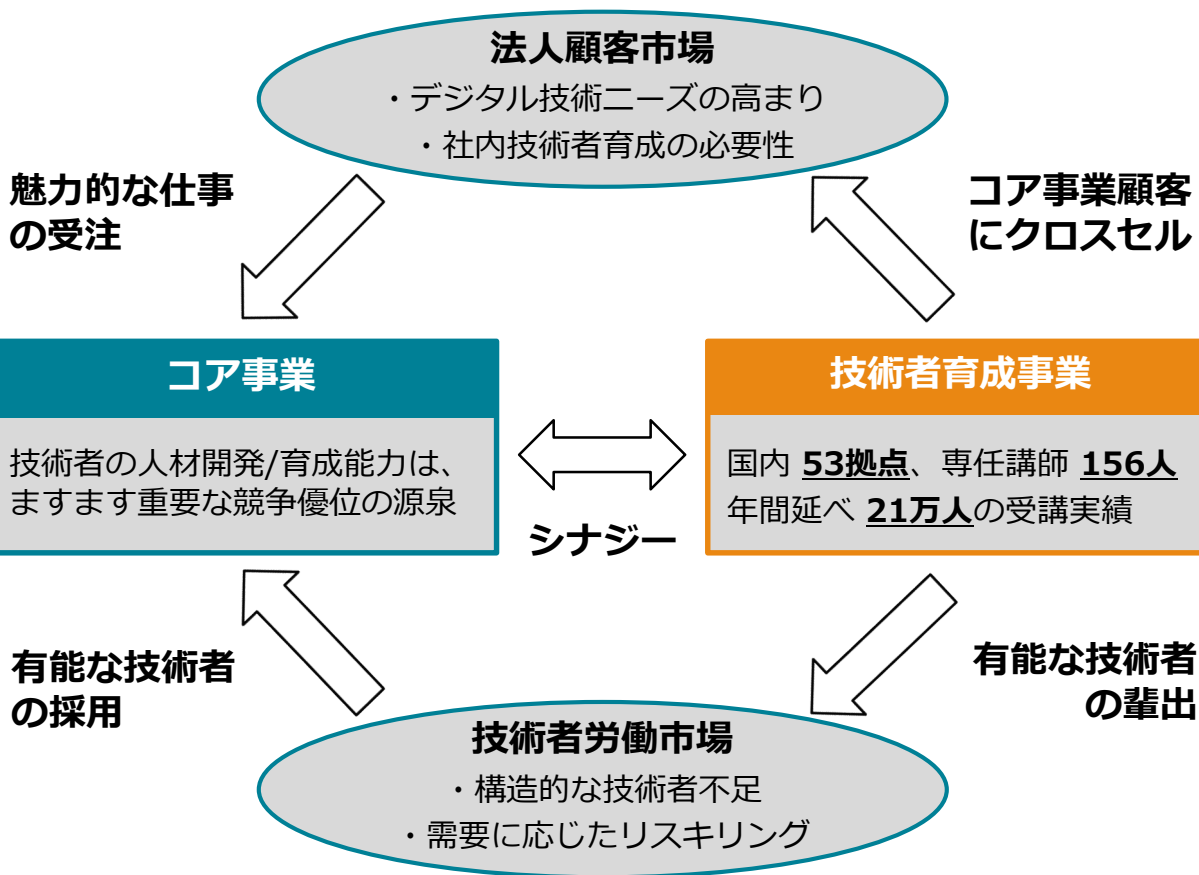 法人顧客市場
・デジタル技術ニーズの高まり
・社内技術者育成の必要性
魅力的な仕事
の受注
コア事業顧客
にクロスセル
コア事業
技術者の人材開発/育成能力は、
ますます重要な競争優位の源泉
シナジー
技術者育成事業
国内 53拠点、専任講師 156人
年間延べ 21万人の受講実績
有能な技術者
の採用
有能な技術者
の輩出
技術者労働市場
・構造的な技術者不足
・需要に応じたリスキリング